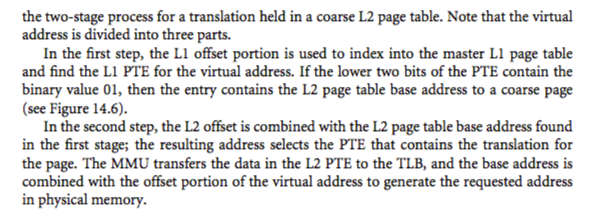 the two-stage process for a translation held in a coarse L2 page table. Note that the virtual
address is divided into three parts.
In the first step, the L1 offset portion is used to index into the master L1 page table
and find the L1 PTE for the virtual address. If the lower two bits of the PTE contain the
binary value 01, then the entry contains the L2 page table base address to a coarse page
(see Figure 14.6).
In the second step, the L2 offset is combined with the L2 page table base address found
in the first stage; the resulting address selects the PTE that contains the translation for
the page. The MMU transfers the data in the L2 PTE to the TLB, and the base address is
combined with the offset portion of the virtual address to generate the requested address
in physical memory.